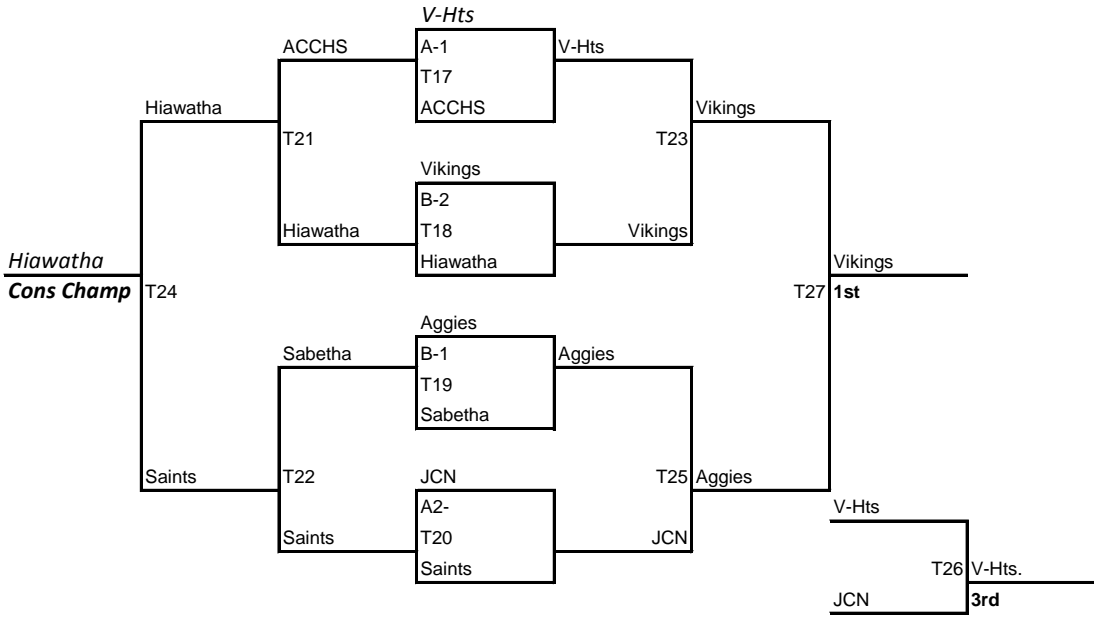 V-Hts
ACCHS
A-1
V-Hts
T17
Hiawatha
ACCHS
Vikings
T21
T23
Vikings
B-2
Hiawatha
T18
Vikings
Hiawatha
Hiawatha
Vikings
Cons Champ
T24
T27
1st
Aggies
Sabetha
B-1
Aggies
T19
Sabetha
Saints
T22
JCN
T25
Aggies
A2-
V-Hts
Saints
T20
JCN
Saints
T26
V-Hts.
JCN
3rd